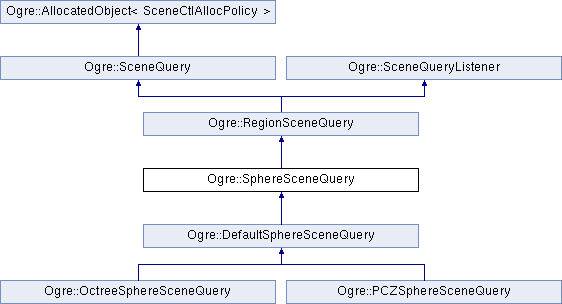 Ogre::AllocatedObject< SceneCtlAllocPolicy >
Ogre::SceneQuery
Ogre::SceneQueryListener
Ogre::RegionSceneQuery
Ogre::SphereSceneQuery
Ogre::DefaultSphereSceneQuery
Ogre::OctreeSphereSceneQuery
Ogre::PCZSphereSceneQuery